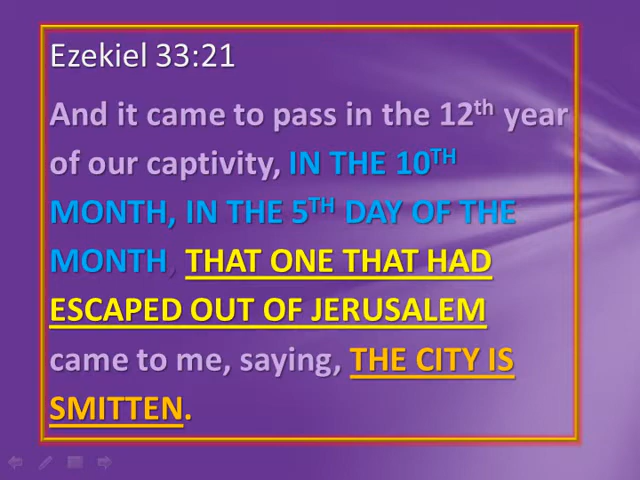 Ezekiel 33:21
And it came to pass in the 12th year
of our captivity, IN THE 10TH
MONTH, IN THE 5TH DAY OF THE
MONTH, THAT ONE THAT HAD
ESCAPED OUT OF JERUSALEM
came to me, saying, THE CITY IS
SMITTEN.